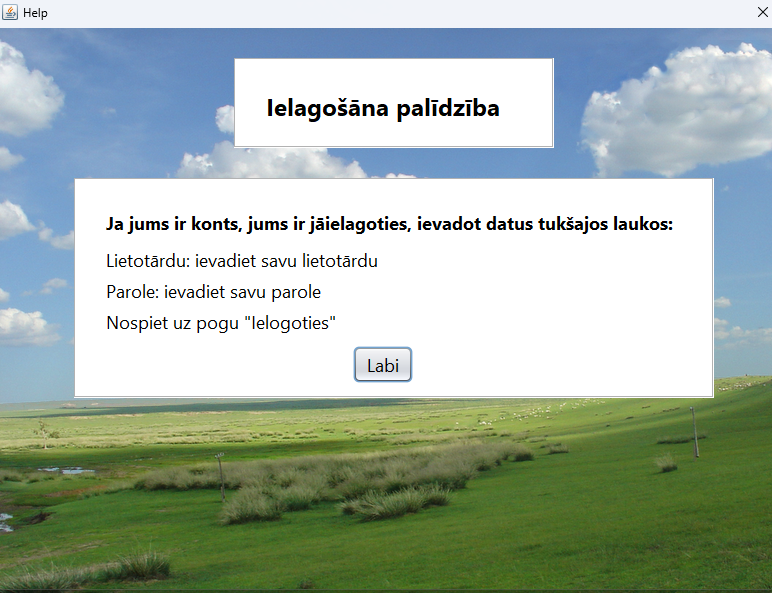 Help
Ielagošāna palīdzība
Ja jums ir konts, jums ir jāielagoties, ievadot datus tukšajos laukos:
Lietotārdu: ievadiet savu lietotārdu
Parole: ievadiet savu parole
Nospiet uz pogu "Ielogoties"
Labi